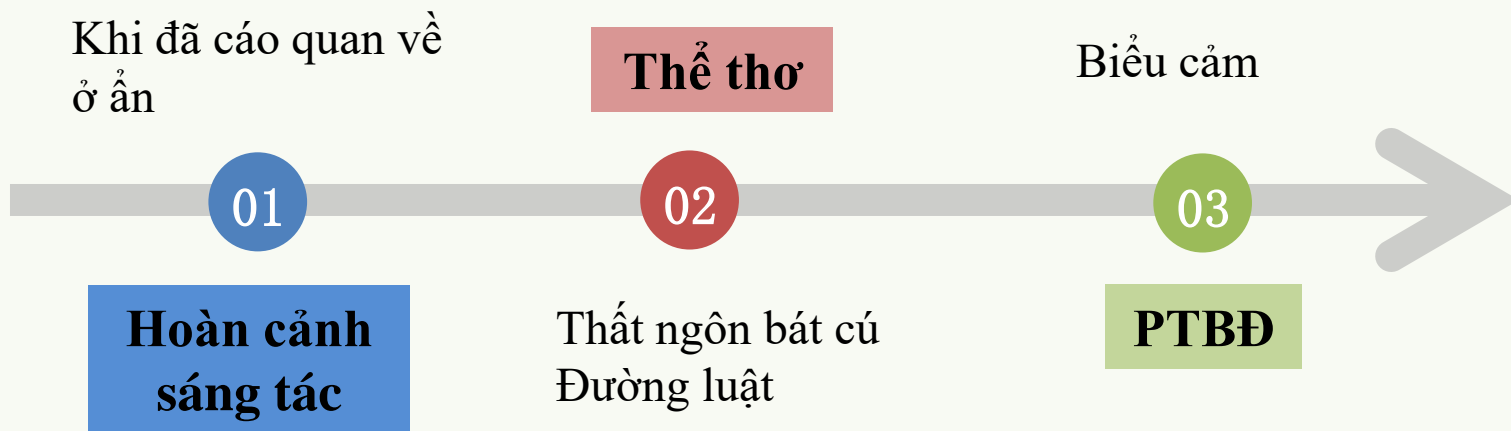 Khi đã cáo quan về
ở ẩn
01
Hoàn cảnh
sáng tác
Thể thơ
02
Thất ngôn bát cú
Đường luật
Biểu cảm
03
PTBĐ